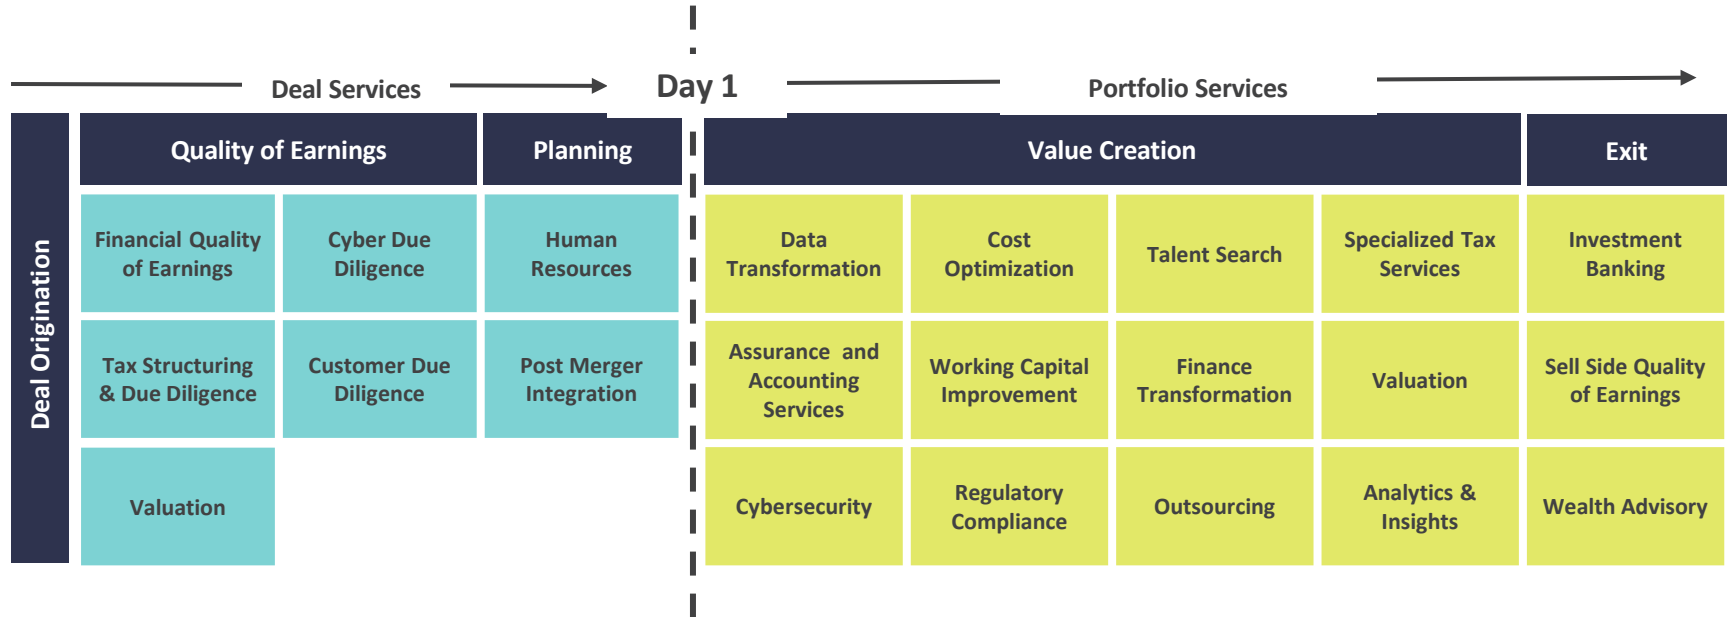 Deal Services
Day 1
Portfolio Services
Deal Origination
Quality of Earnings
Planning
Value Creation
Exit
Financial Quality
of Earnings
Cyber Due
Diligence
Human
Resources
Data
Transformation
Cost
Optimization
Talent Search
Specialized Tax
Services
Investment
Banking
Tax Structuring
& Due Diligence
Customer Due
Diligence
Post Merger
Integration
Assurance and
Accounting
Services
Working Capital
Improvement
Finance
Transformation
Valuation
Sell Side Quality
of Earnings
Valuation
Cybersecurity
Regulatory
Compliance
Outsourcing
Analytics &
Insights
Wealth Advisory